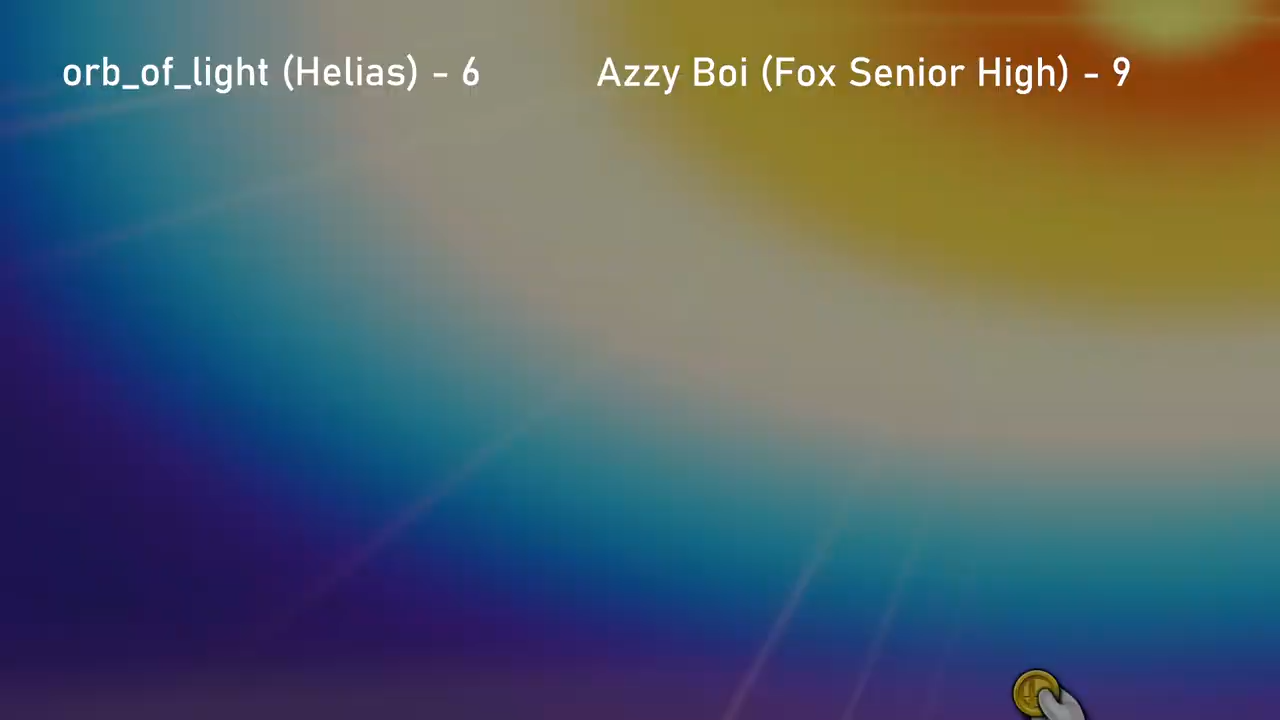 orb_of_light (Helias) - 6
Azzy Boi (Fox Senior High) - 9